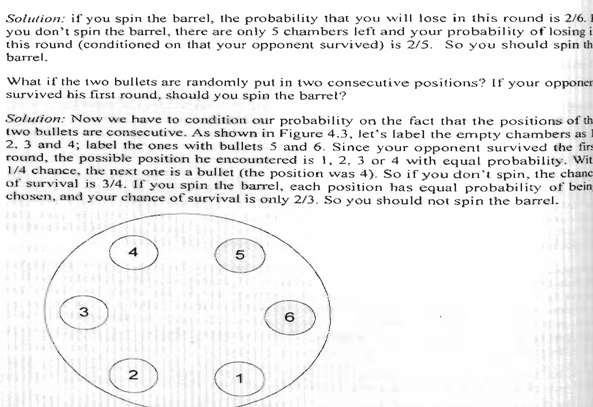 Solution: if you spin the barrel, the probability that you will lose in this round is 2/6.
you don't spin the barrel, there are only 5 chambers left and your probability of losing
this round (conditioned on that your opponent survived) is 2/5. So you should spin
barrel.
What if the two bullets are randomly put in two consecutive positions? If your
survived his first round, should you spin the barrel?
Solution: Now we have to condition our probability on the fact that the positions of
two bullets are consecutive. As shown in Figure 4.3, let's label the empty chambers as
2, 3 and 4; label the ones with bullets 5 and 6. Since your opponent survived the
round, the possible position he encountered is 1, 2, 3 or 4 with equal probability.
1/4 chance, the next one is a bullet (the position was 4). So if you don't spin, the
of survival is 3/4. If you spin the barrel, each position has equal probability of
chosen, and your chance of survival is only 2/3. So you should not spin the barrel.
4 5
3 6
2 1